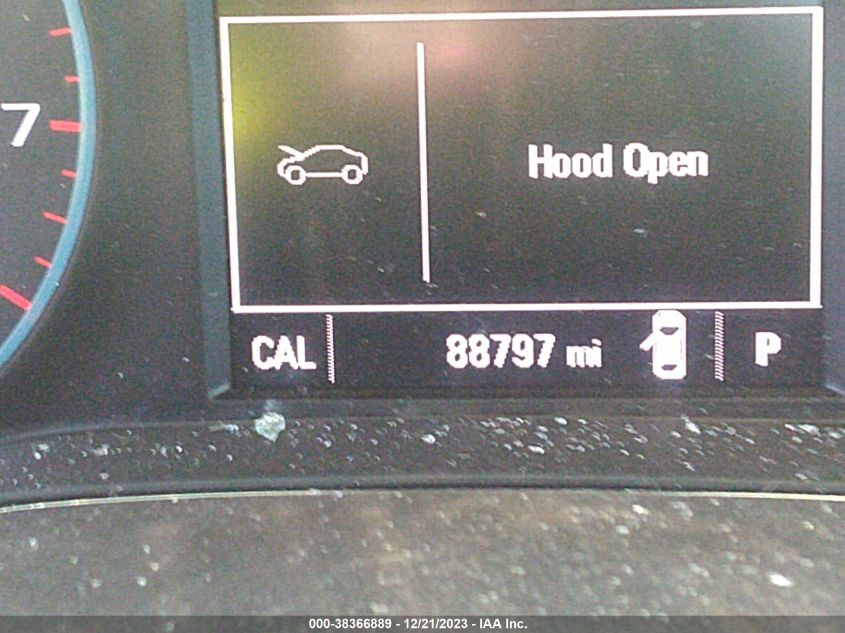 7
Hood Open
CAL 88797 mi P
000-38366889 - 12/21/2023 - IAA Inc.